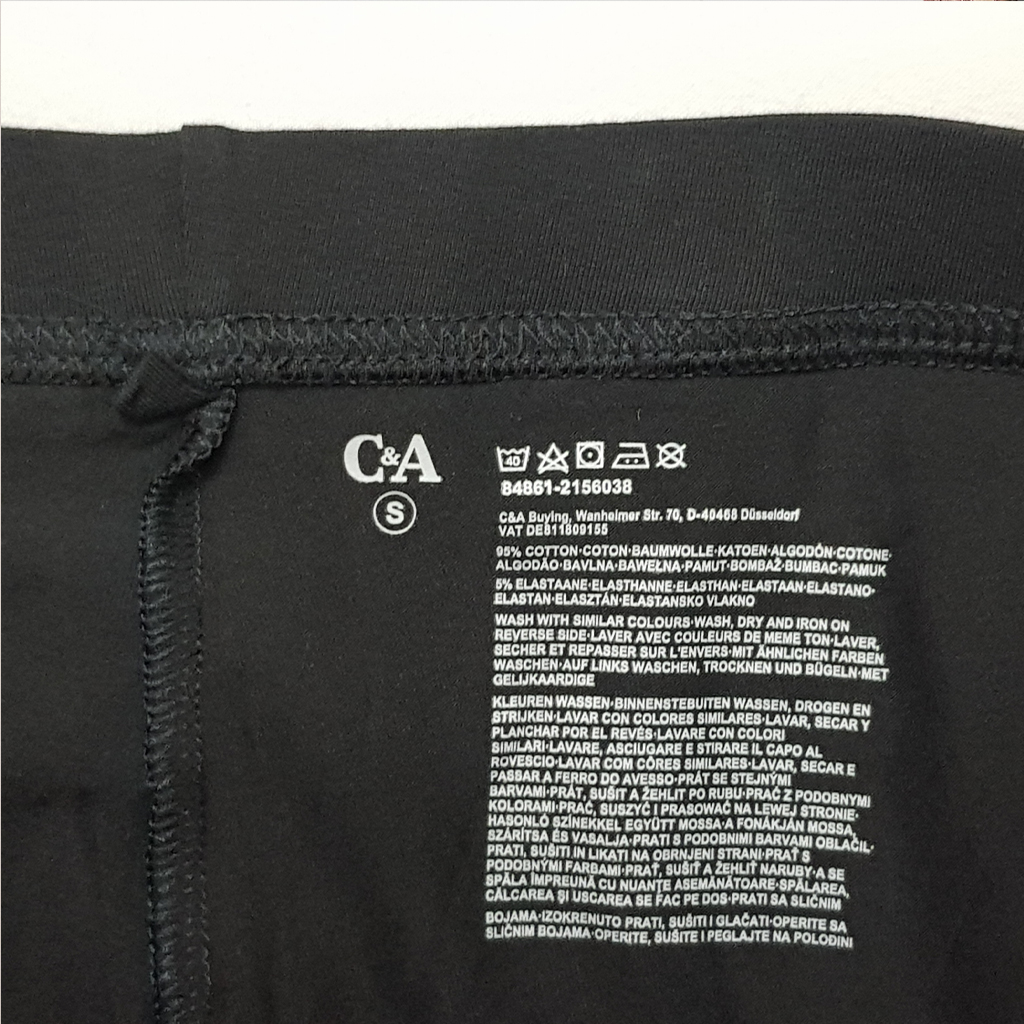 C&A
S
40
84861-2156038
C&A Buying, Wanheimer Str. 70, D-40468 Düsseldorf
VAT DE811809155
95% COTTON·COTON·BAUMWOLLE·KATOEN·ALGODÓN·COTONE·
ALGODÃO·BAVLNA·BAWEŁNA·PAMUT·BOMBAŽ·BUMBAC·PAMUK
5% ELASTAANE·ELASTHANNE·ELASTHAN·ELASTAAN·ELASTANO·
ELASTAN·ELASZTÁN·ELASTANSKO VLAKNO
WASH WITH SIMILAR COLOURS·WASH, DRY AND IRON ON
REVERSE SIDE·LAVER AVEC COULEURS DE MEME TON·LAVER,
SECHER ET REPASSER SUR L'ENVERS·MIT ÄHNLICHEN FARBEN
WASCHEN·AUF LINKS WASCHEN, TROCKNEN UND BÜGELN·MET
GELIJKAARDIGE
KLEUREN WASSEN·BINNENSTEBUITEN WASSEN, DROGEN EN
STRIJKEN·LAVAR CON COLORES SIMILARES·LAVAR, SECAR Y
PLANCHAR POR EL REVÉS·LAVARE CON COLORI
SIMILARI·LAVARE, ASCIUGARE E STIRARE IL CAPO AL
ROVESCIO·LAVAR COM CÔRES SIMILARES·LAVAR, SECAR E
PASSAR A FERRO DO AVESSO·PRÁT SE STEJNÝMI
BARVAMI·PRÁT, SUŠIT A ŽEHLIT PO RUBU·PRAĆ Z PODOBNYMI
KOLORAMI·PRAĆ, SUSZYĆ I PRASOWAĆ NA LEWEJ STRONIE·
HASONLÓ SZÍNEKKEL EGYÜTT MOSSA·A FONÁKJÁN MOSSA,
SZÁRÍTSA ÉS VASALJA·PRATI S PODOBNIMI BARVAMI OBLAČIL·
PRATI, SUŠITI IN LIKATI NA OBRNJENI STRANI·PRAŤ S
PODOBNÝMI FARBAMI·PRAŤ, SUŠIŤ A ŽEHLIŤ NARUBY·A SE
SPĂLA ÎMPREUNĂ CU NUANŢE ASEMĂNĂTOARE·SPĂLAREA,
CĂLCAREA ŞI USCAREA SE FAC PE DOS·PRATI SA SLIČNIM
BOJAMA·IZOKRENUTO PRATI, SUŠITI I GLAČATI·OPERITE SA
SLIČNIM BOJAMA·OPERITE, SUŠITE I PEGLAJTE NA POLOĐINI